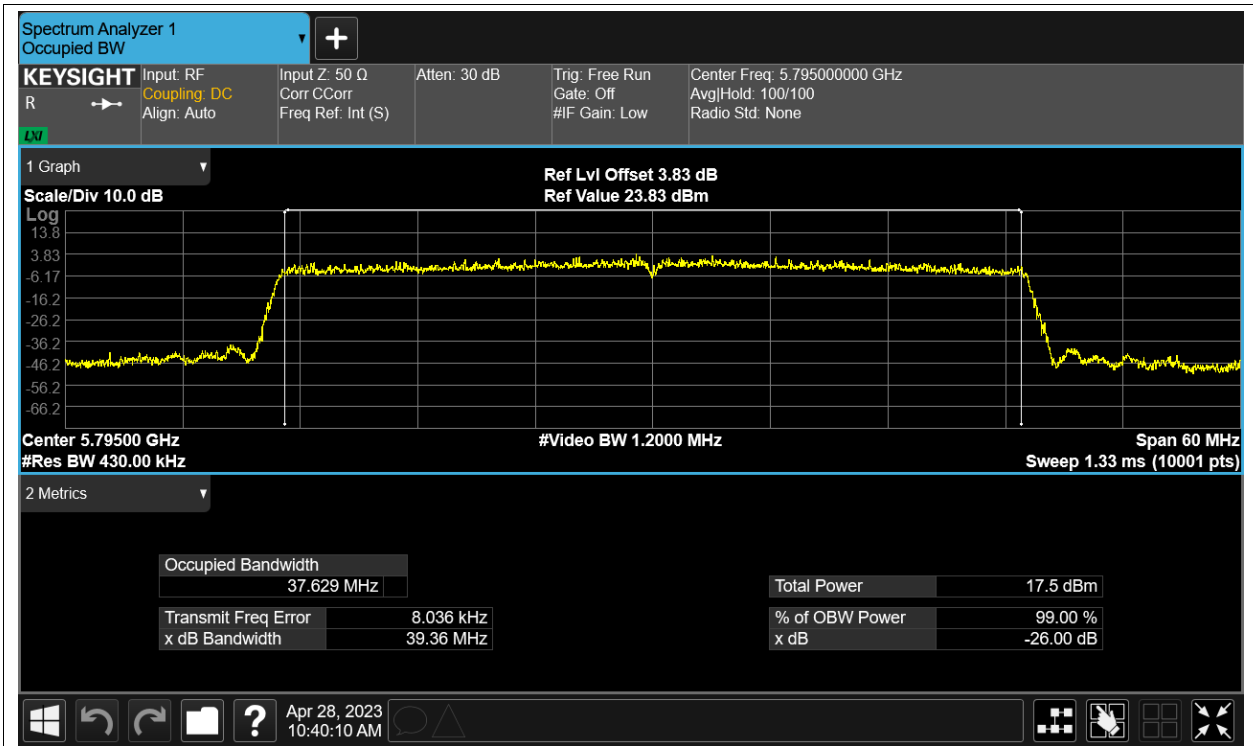 Spectrum Analyzer 1
Occupied BW
KEYSIGHT
R
LXI
Input: RF
Coupling: DC
Align: Auto
Input Z: 50 Ω
Corr CCorr
Freq Ref: Int (S)
Atten: 30 dB
Trig: Free Run
Gate: Off
#IF Gain: Low
Center Freq: 5.795000000 GHz
Avg|Hold: 100/100
Radio Std: None
1 Graph
Scale/Div 10.0 dB
Ref Lvl Offset 3.83 dB
Ref Value 23.83 dBm
Log
13.8
3.83
-6.17
-16.2
-26.2
-36.2
-46.2
-56.2
-66.2
Center 5.79500 GHz
#Res BW 430.00 kHz
#Video BW 1.2000 MHz
Span 60 MHz
Sweep 1.33 ms (10001 pts)
2 Metrics
Occupied Bandwidth
37.629 MHz
Transmit Freq Error 8.036 kHz
x dB Bandwidth 39.36 MHz
Total Power 17.5 dBm
% of OBW Power 99.00 %
x dB -26.00 dB
?
Apr 28, 2023
10:40:10 AM